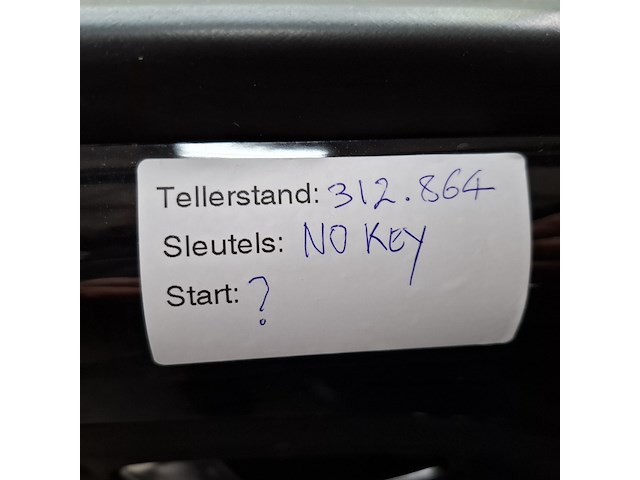 Tellerstand: 312.864
Sleutels: NO KEY
Start: ?